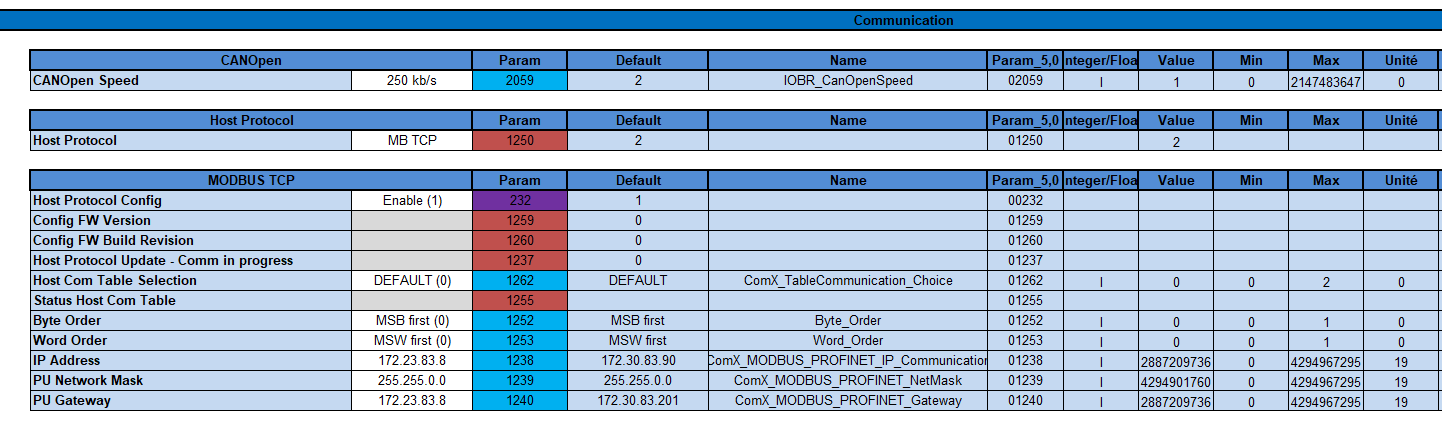 Communication
CANOpen Param Default Name Param_5,0 nteger/Floa Value Min Max Unité
CANOpen Speed 250 kb/s 2059 2 IOBR_CanOpenSpeed 02059 I 1 0 2147483647 0
Host Protocol Param Default Name Param_5,0 nteger/Floa Value Min Max Unité
Host Protocol MB TCP 1250 2 01250 2
MODBUS TCP Param Default Name Param_5,0 nteger/Floa Value Min Max Unité
Host Protocol Config Enable (1) 232 1 00232
Config FW Version 1259 0 01259
Config FW Build Revision 1260 0 01260
Host Protocol Update - Comm in progress 1237 0 01237
Host Com Table Selection DEFAULT (0) 1262 DEFAULT ComX_TableCommunication_Choice 01262 I 0 0 2 0
Status Host Com Table 1255 01255
Byte Order MSB first (0) 1252 MSB first Byte_Order 01252 I 0 0 1 0
Word Order MSW first (0) 1253 MSW first Word_Order 01253 I 0 0 1 0
IP Address 172.23.83.8 1238 172.30.83.90 ComX_MODBUS_PROFINET_IP_Communication 01238 I 2887209736 0 4294967295 19
PU Network Mask 255.255.0.0 1239 255.255.0.0 ComX_MODBUS_PROFINET_NetMask 01239 I 4294901760 0 4294967295 19
PU Gateway 172.23.83.8 1240 172.30.83.201 ComX_MODBUS_PROFINET_Gateway 01240 I 2887209736 0 4294967295 19